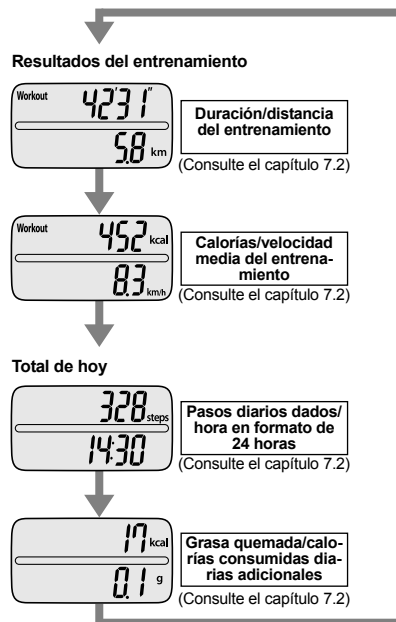 Resultados del entrenamiento
Workout 42'31"
5.8 km
Duración/distancia
del entrenamiento
(Consulte el capítulo 7.2)
Workout 452 kcal
8.3 km/h
Calorías/velocidad
media del entrena-
miento
(Consulte el capítulo 7.2)
Total de hoy
328 steps
14:30
Pasos diarios dados/
hora en formato de
24 horas
(Consulte el capítulo 7.2)
17 kcal
0.1 g
Grasa quemada/calo-
rías consumidas dia-
rias adicionales
(Consulte el capítulo 7.2)